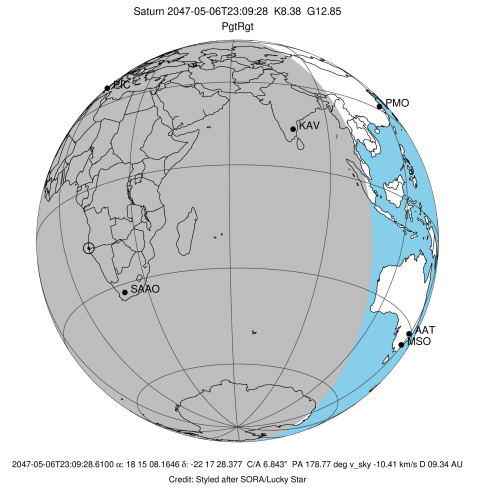 Saturn 2047-05-06T23:09:28 K8.38 G12.85
PgtRgt
PIC
PMO
KAV
SAAO
AAT
MSO
2047-05-06T23:09:28.6100 α: 18 15 08.1646 δ: -22 17 28.377 C/A 6.843" PA 178.77 deg v_sky -10.41 km/s D 09.34 AU
Credit: Styled after SORA/Lucky Star